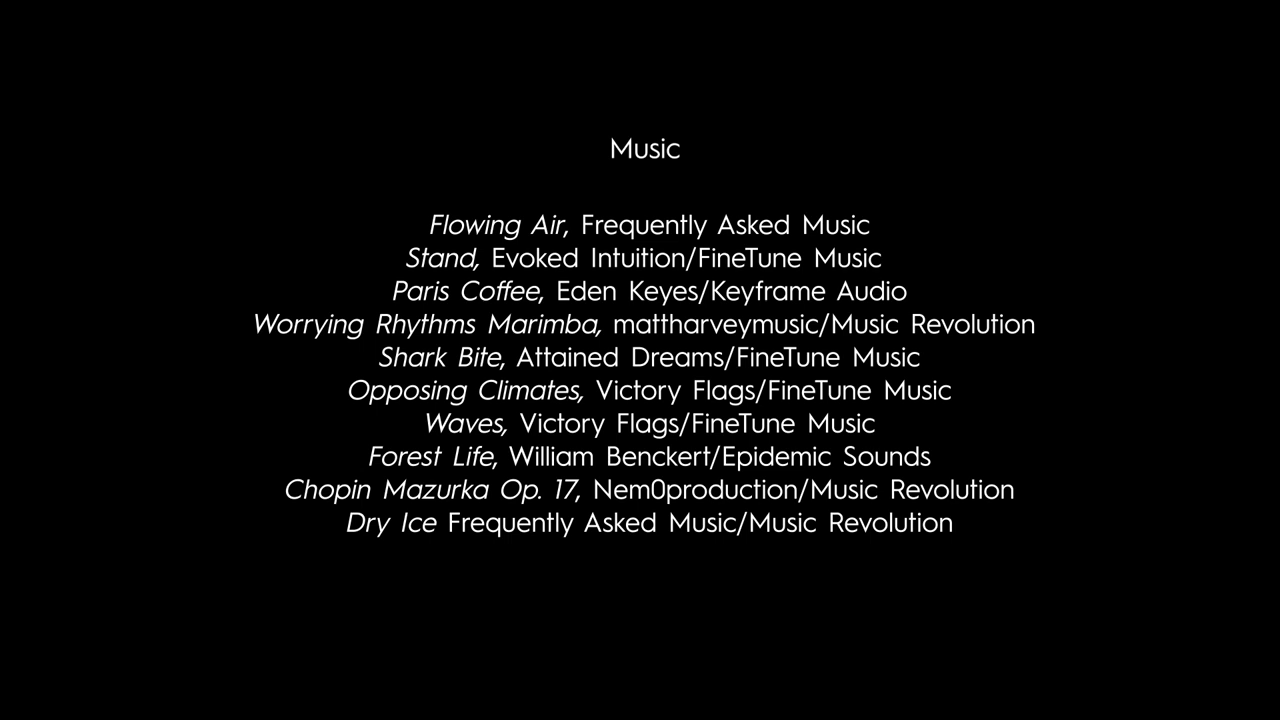 Music
Flowing Air, Frequently Asked Music
Stand, Evoked Intuition/FineTune Music
Paris Coffee, Eden Keyes/Keyframe Audio
Worrying Rhythms Marimba, mattharveymusic/Music Revolution
Shark Bite, Attained Dreams/FineTune Music
Opposing Climates, Victory Flags/FineTune Music
Waves, Victory Flags/FineTune Music
Forest Life, William Benckert/Epidemic Sounds
Chopin Mazurka Op. 17, Nem0production/Music Revolution
Dry Ice Frequently Asked Music/Music Revolution